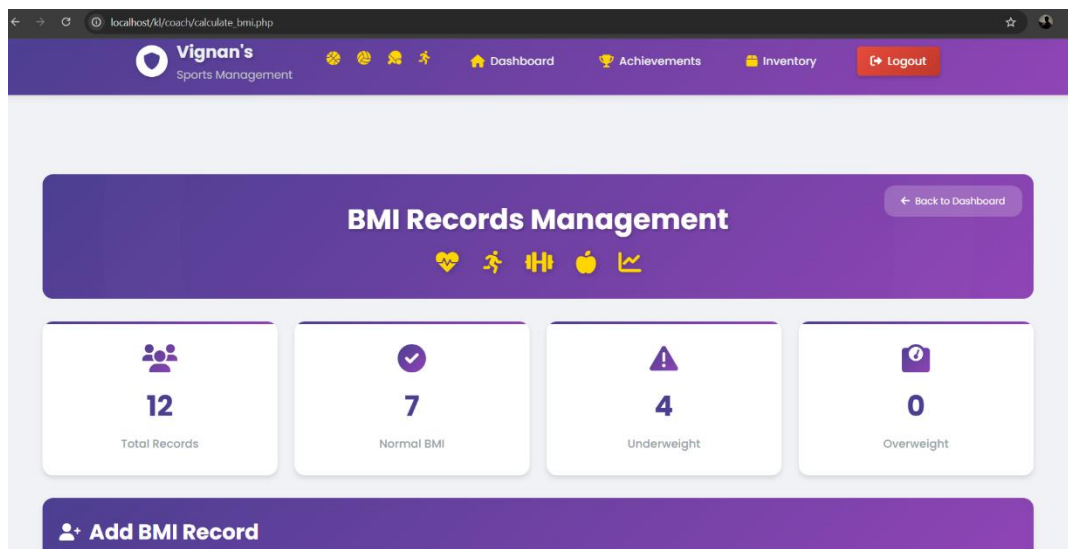 localhost/kl/coach/calculate_bmi.php
Vignan's
Sports Management
Dashboard
Achievements
Inventory
Logout
← Back to Dashboard
BMI Records Management
12
Total Records
7
Normal BMI
4
Underweight
0
Overweight
Add BMI Record